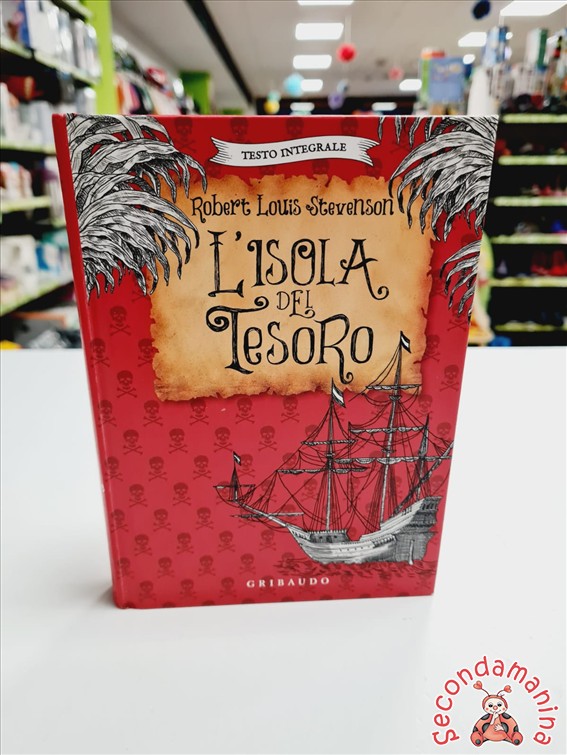 TESTO INTEGRALE
Robert Louis Stevenson
L'ISOLA
DEL
TESORO
GRIBAUDO
Secondamanina